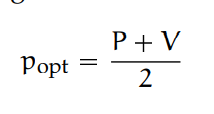 p_opt = (P + V) / 2